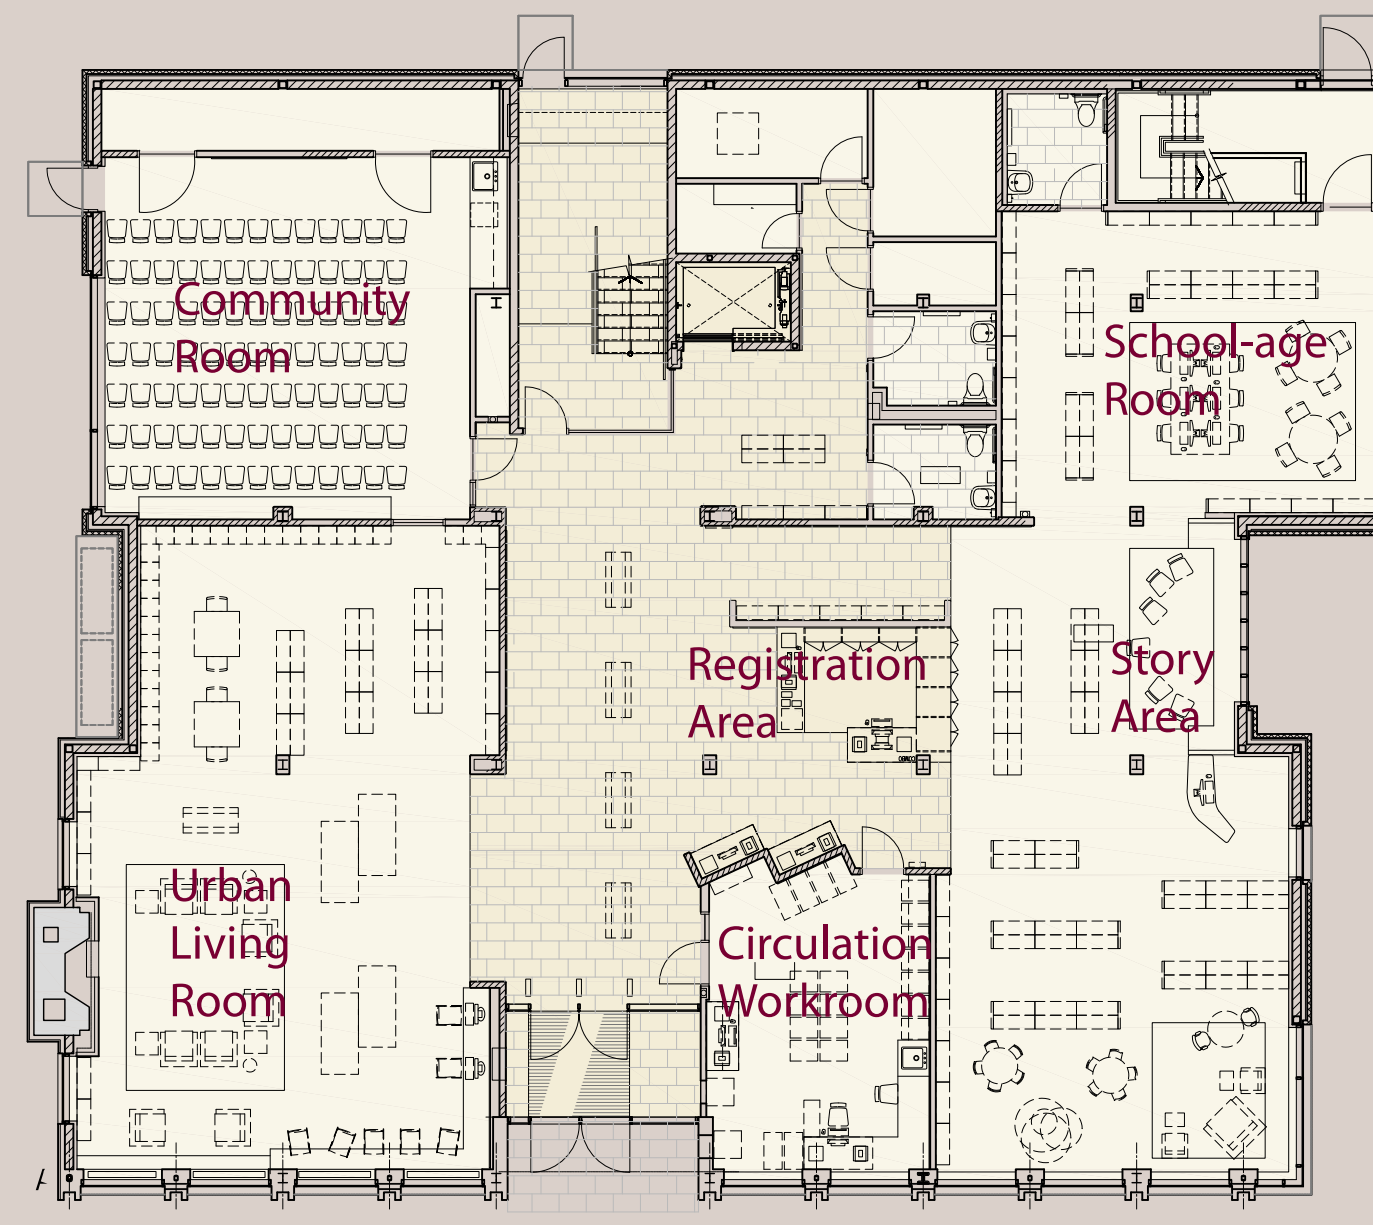 Community
Room
School-age
Room
Registration
Area
Story
Area
Urban
Living
Room
Circulation
Workroom